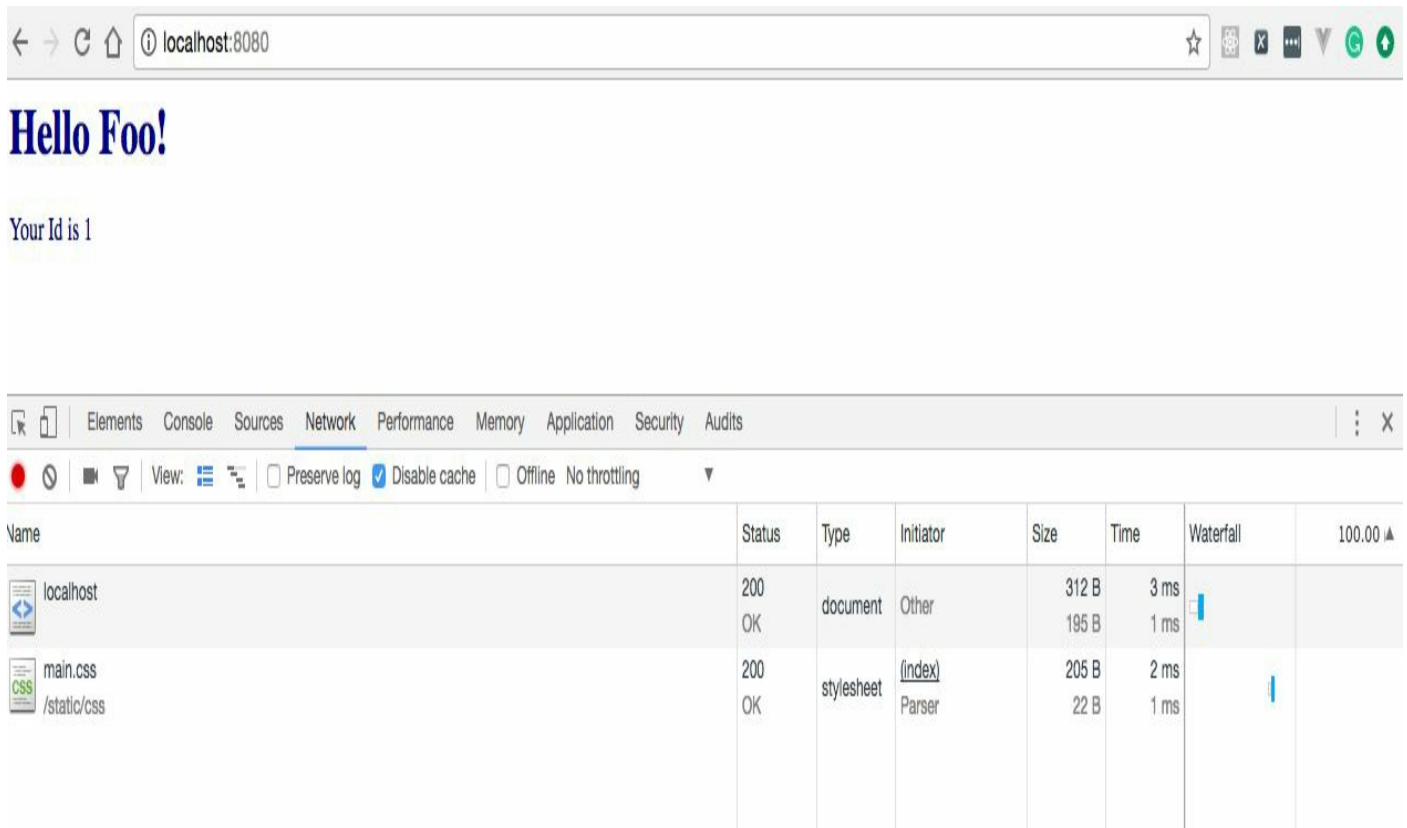 localhost:8080
Hello Foo!
Your Id is 1
Elements Console Sources Network Performance Memory Application Security Audits
View: Preserve log Disable cache Offline No throttling
Name Status Type Initiator Size Time Waterfall 100.00
localhost 200 document Other 312 B 3 ms
OK 195 B 1 ms
main.css 200 stylesheet (index) 205 B 2 ms
/static/css OK Parser 22 B 1 ms